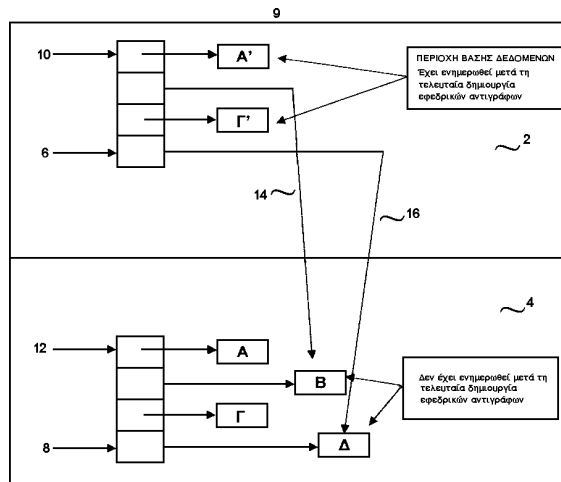 9
10
Α'
ΠΕΡΙΟΧΗ ΒΑΣΗΣ ΔΕΔΟΜΕΝΩΝ
Έχει ενημερωθεί μετά τη
τελευταία δημιουργία
εφεδρικών αντιγράφων
Γ'
6
2
14
16
4
12
Α
Β
Δεν έχει ενημερωθεί μετά τη
τελευταία δημιουργία
εφεδρικών αντιγράφων
Γ
8
Δ